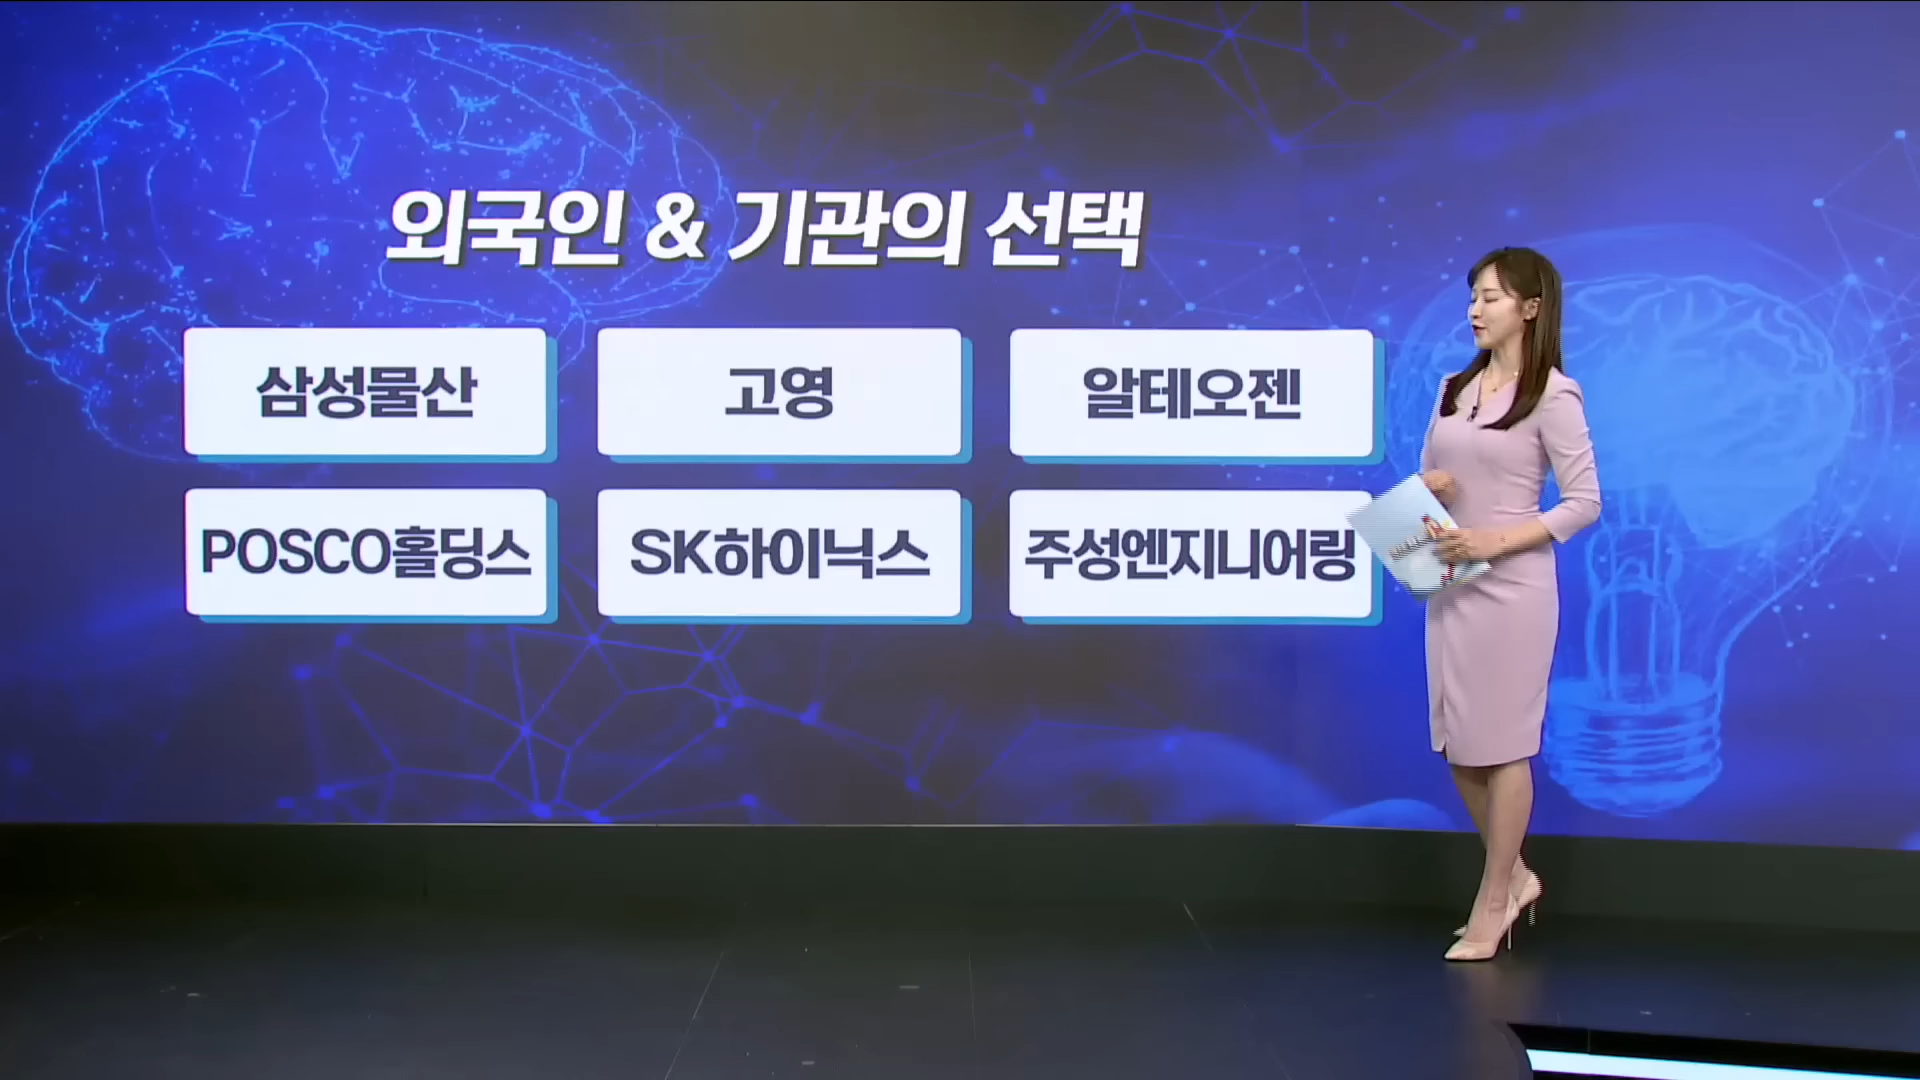 외국인 & 기관의 선택
삼성물산
고영
알테오젠
POSCO홀딩스
SK하이닉스
주성엔지니어링